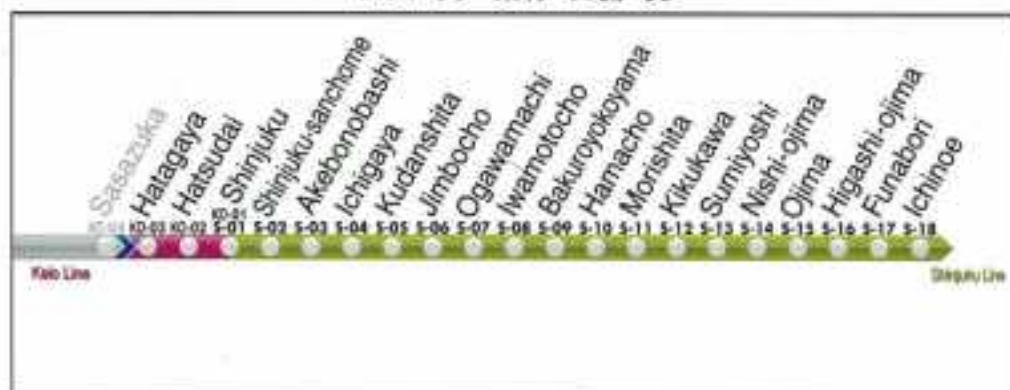 Sasazuka
Hatagaya
Hatsudai
Shinjuku
Shinjuku-sanchome
Akebonobashi
Ichigaya
Kudanshita
Jimbocho
Ogawamachi
Iwamotocho
Bakuroyokoyama
Hamacho
Morishita
Kikukawa
Sumiyoshi
Nishi-ojima
Ojima
Higashi-ojima
Funabori
Ichinoe
KO-01
KO-03 KO-02 S-01 S-02 S-03 S-04 S-05 S-06 S-07 S-08 S-09 S-10 S-11 S-12 S-13 S-14 S-15 S-16 S-17 S-18
Keio Line
Shinjuku Line